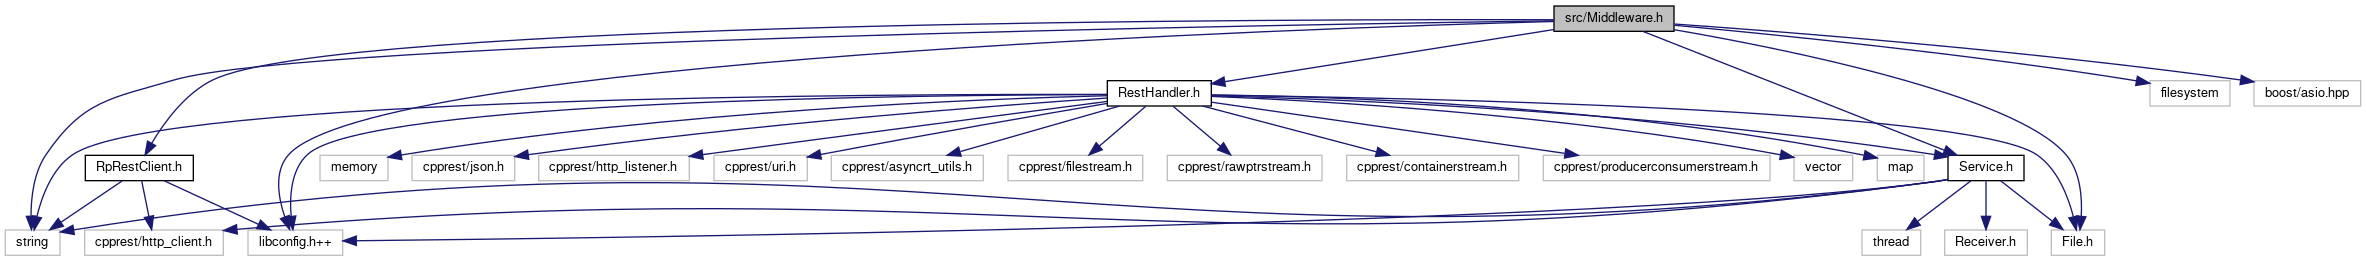 src/Middleware.h
RestHandler.h
filesystem
boost/asio.hpp
RpRestClient.h
memory
cpprest/json.h
cpprest/http_listener.h
cpprest/uri.h
cpprest/asyncrt_utils.h
cpprest/filestream.h
cpprest/rawptrstream.h
cpprest/containerstream.h
cpprest/producerconsumerstream.h
vector
map
Service.h
string
cpprest/http_client.h
libconfig.h++
thread
Receiver.h
File.h